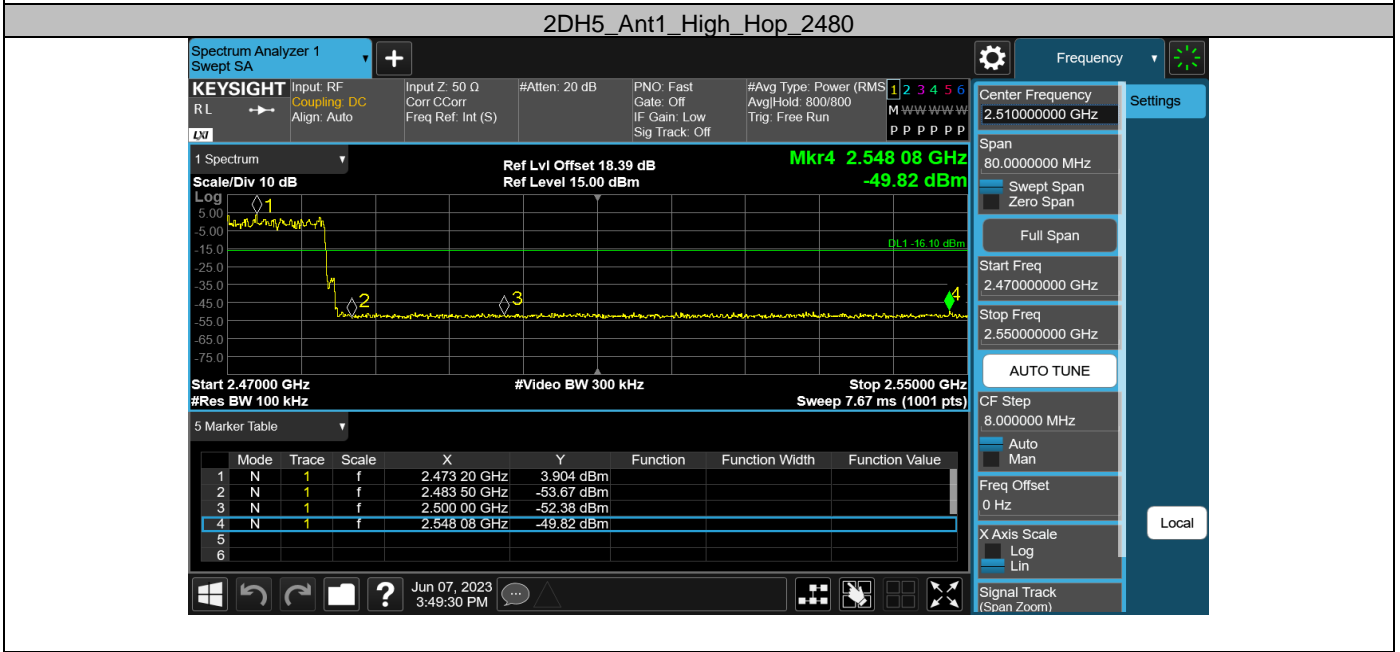 2DH5_Ant1_High_Hop_2480
Spectrum Analyzer 1
Swept SA
+
Frequency
KEYSIGHT
R L
LXI
Input: RF
Coupling: DC
Align: Auto
Input Z: 50 Ω
Corr CCorr
Freq Ref: Int (S)
#Atten: 20 dB
PNO: Fast
Gate: Off
IF Gain: Low
Sig Track: Off
#Avg Type: Power (RMS
Avg|Hold: 800/800
Trig: Free Run
1 2 3 4 5 6
M W W W W W
P P P P P P
1 Spectrum
Scale/Div 10 dB
Log
Ref Lvl Offset 18.39 dB
Ref Level 15.00 dBm
Mkr4 2.548 08 GHz
-49.82 dBm
5.00
-5.00
-15.0
-25.0
-35.0
-45.0
-55.0
-65.0
-75.0
1
2
3
4
DL1 -16.10 dBm
Start 2.47000 GHz
#Video BW 300 kHz
Stop 2.55000 GHz
#Res BW 100 kHz
Sweep 7.67 ms (1001 pts)
5 Marker Table
Mode Trace Scale X Y Function Function Width Function Value
1 N 1 f 2.473 20 GHz 3.904 dBm
2 N 1 f 2.483 50 GHz -53.67 dBm
3 N 1 f 2.500 00 GHz -52.38 dBm
4 N 1 f 2.548 08 GHz -49.82 dBm
5
6
?
Jun 07, 2023
3:49:30 PM
Center Frequency
2.510000000 GHz
Settings
Span
80.0000000 MHz
Swept Span
Zero Span
Full Span
Start Freq
2.470000000 GHz
Stop Freq
2.550000000 GHz
AUTO TUNE
CF Step
8.000000 MHz
Auto
Man
Freq Offset
0 Hz
X Axis Scale
Log
Lin
Local
Signal Track
(Span Zoom)